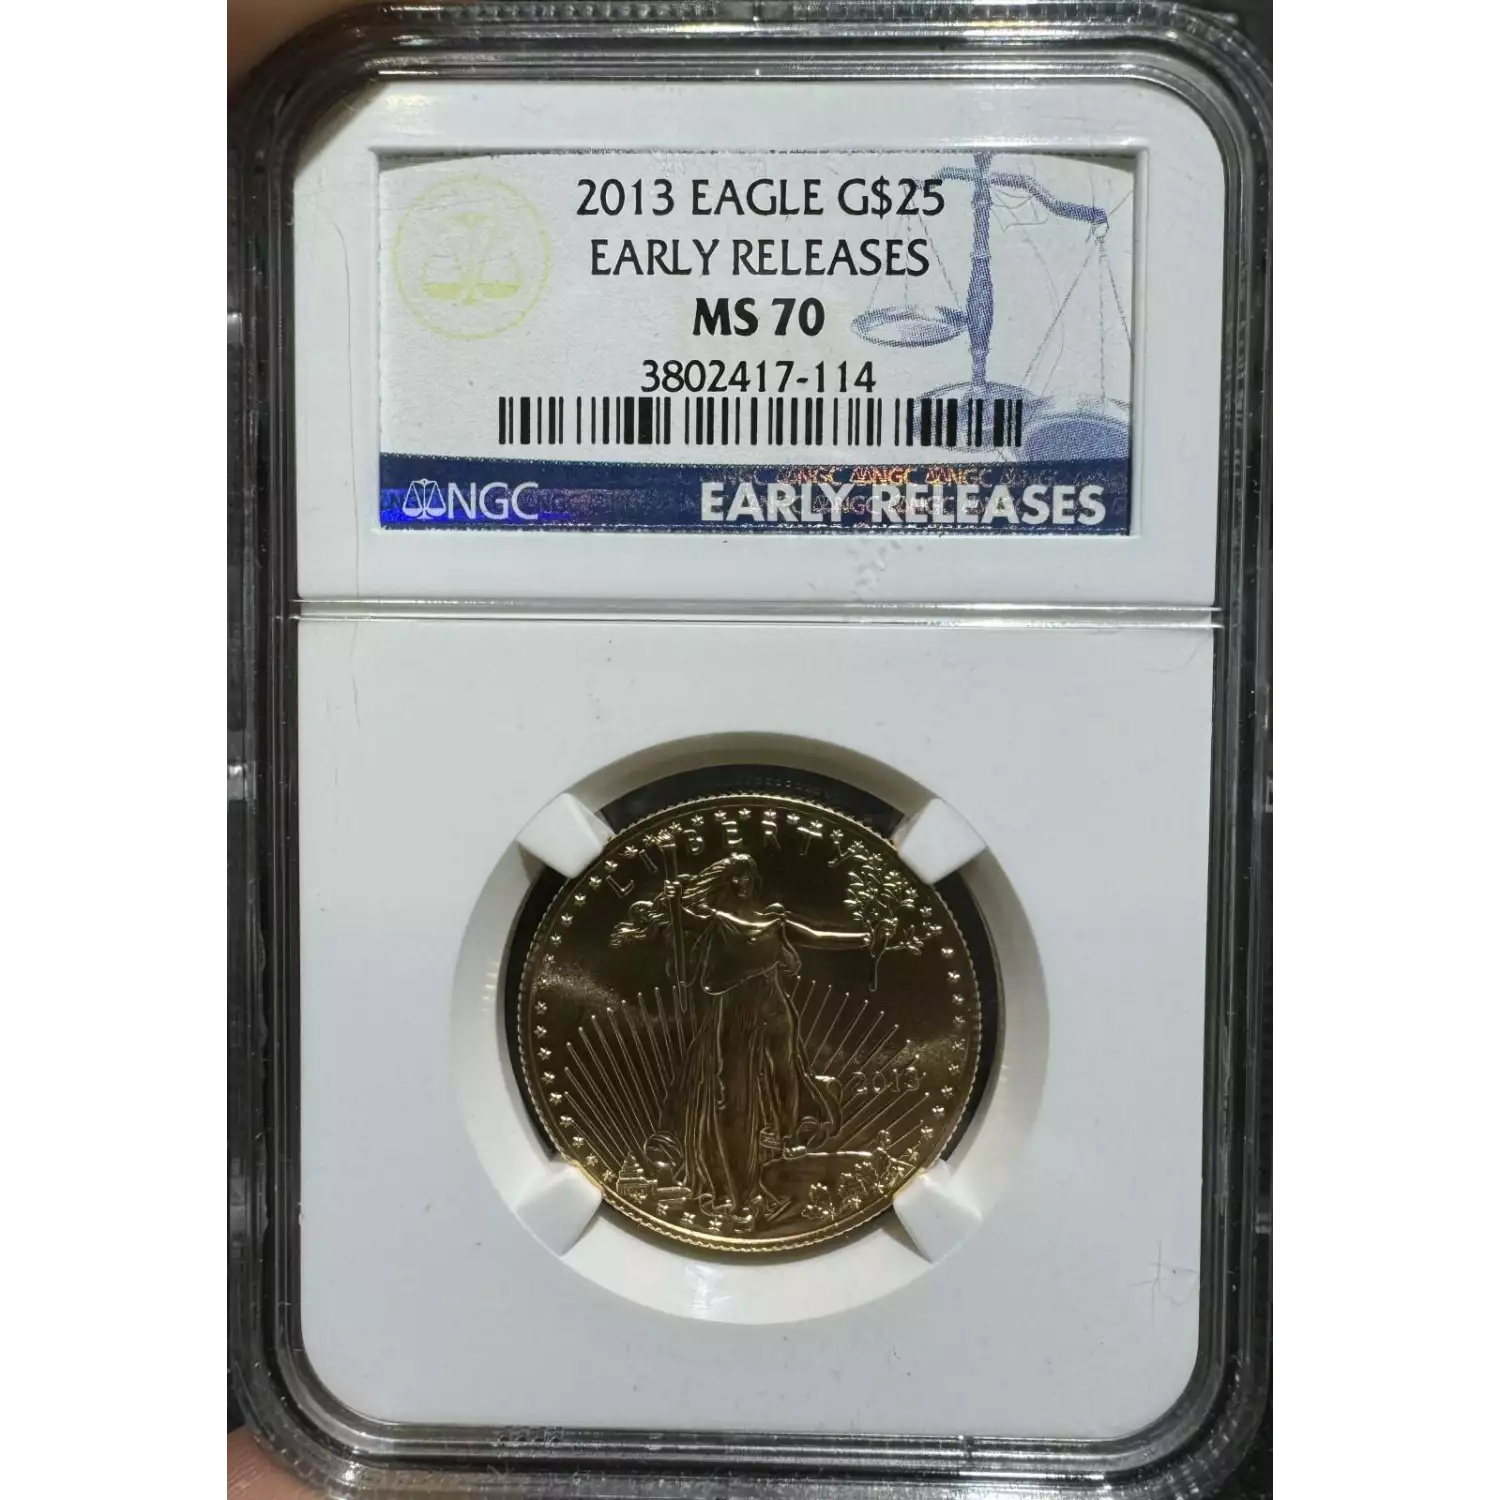 2013 EAGLE G$25
EARLY RELEASES
MS 70
3802417-114
NGC
EARLY RELEASES
LIBERTY
2013